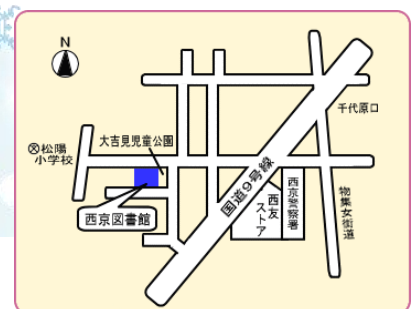 N
千代原口
大吉見児童公園
⊗松陽
小学校
国道9号線
西京図書館
西友
ストア
西京警察署
物集女街道